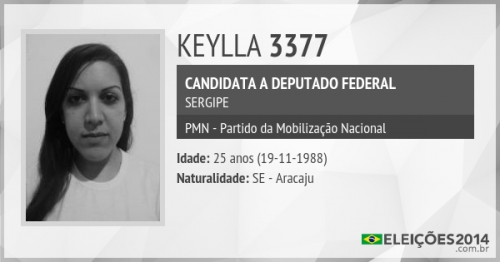 KEYLLA 3377
CANDIDATA A DEPUTADO FEDERAL
SERGIPE
PMN - Partido da Mobilização Nacional
Idade: 25 anos (19-11-1988)
Naturalidade: SE - Aracaju
ELEIÇÕES2014
.com.br